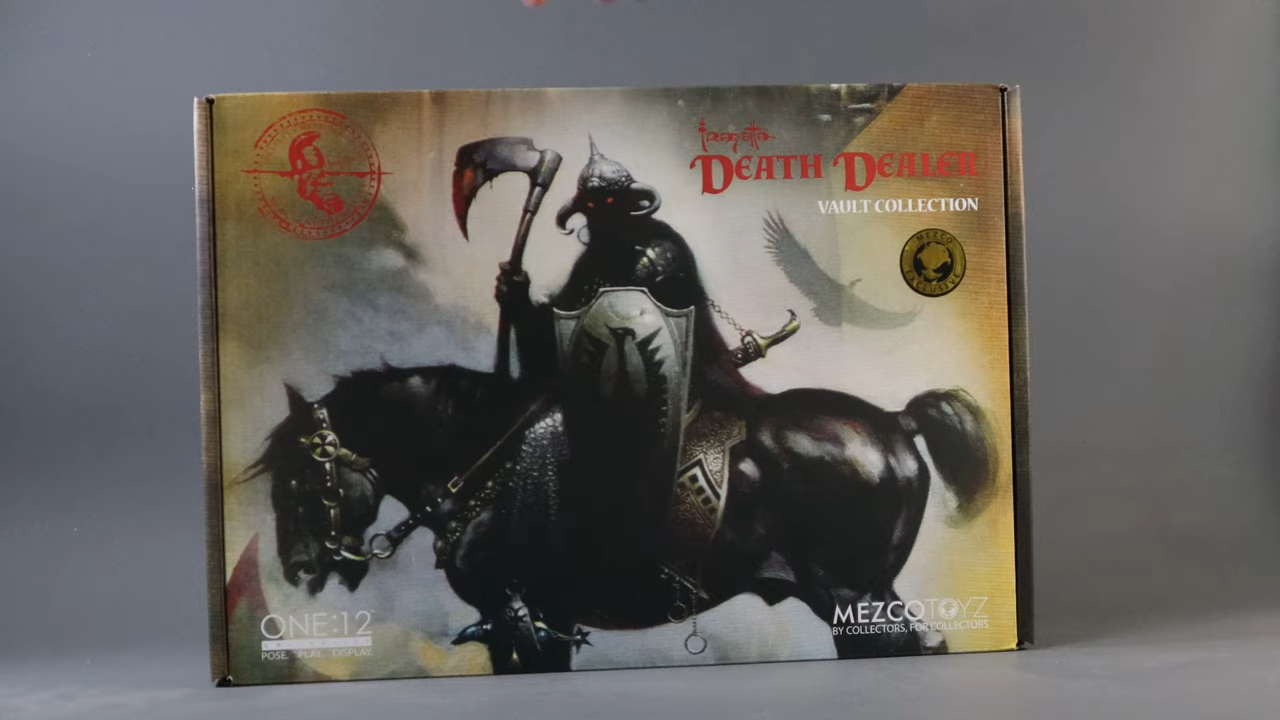 Frazetta
DEATH DEALER
VAULT COLLECTION
MEZCO
EXCLUSIVE
ONE:12
POSE. PLAY. DISPLAY.
MEZCOTOYZ
BY COLLECTORS, FOR COLLECTORS